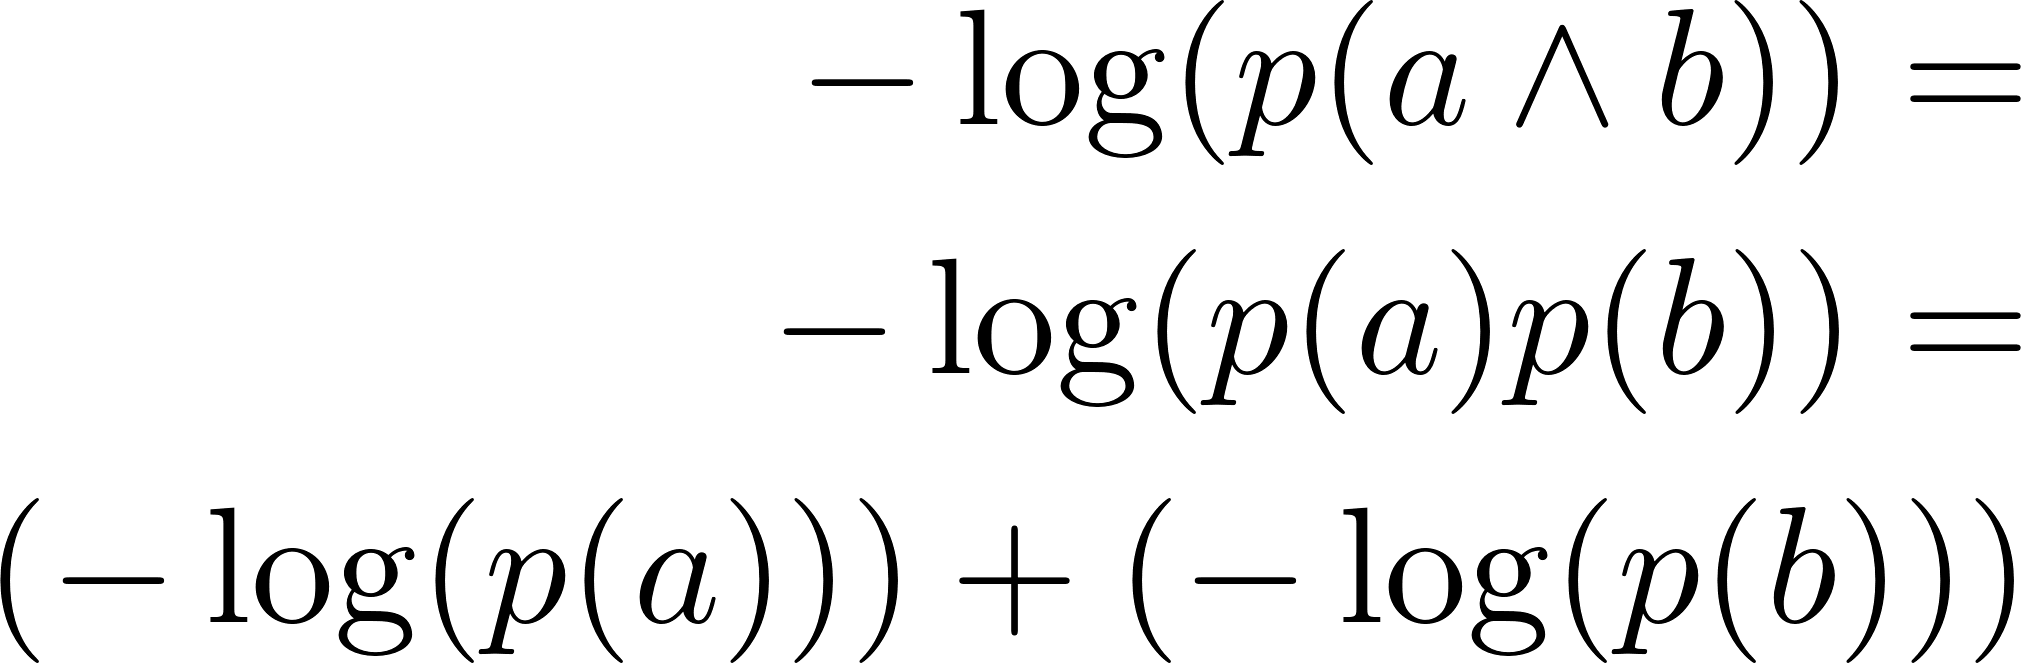 − log(p(a ∧ b)) =
− log(p(a)p(b)) =
(− log(p(a))) + (− log(p(b)))